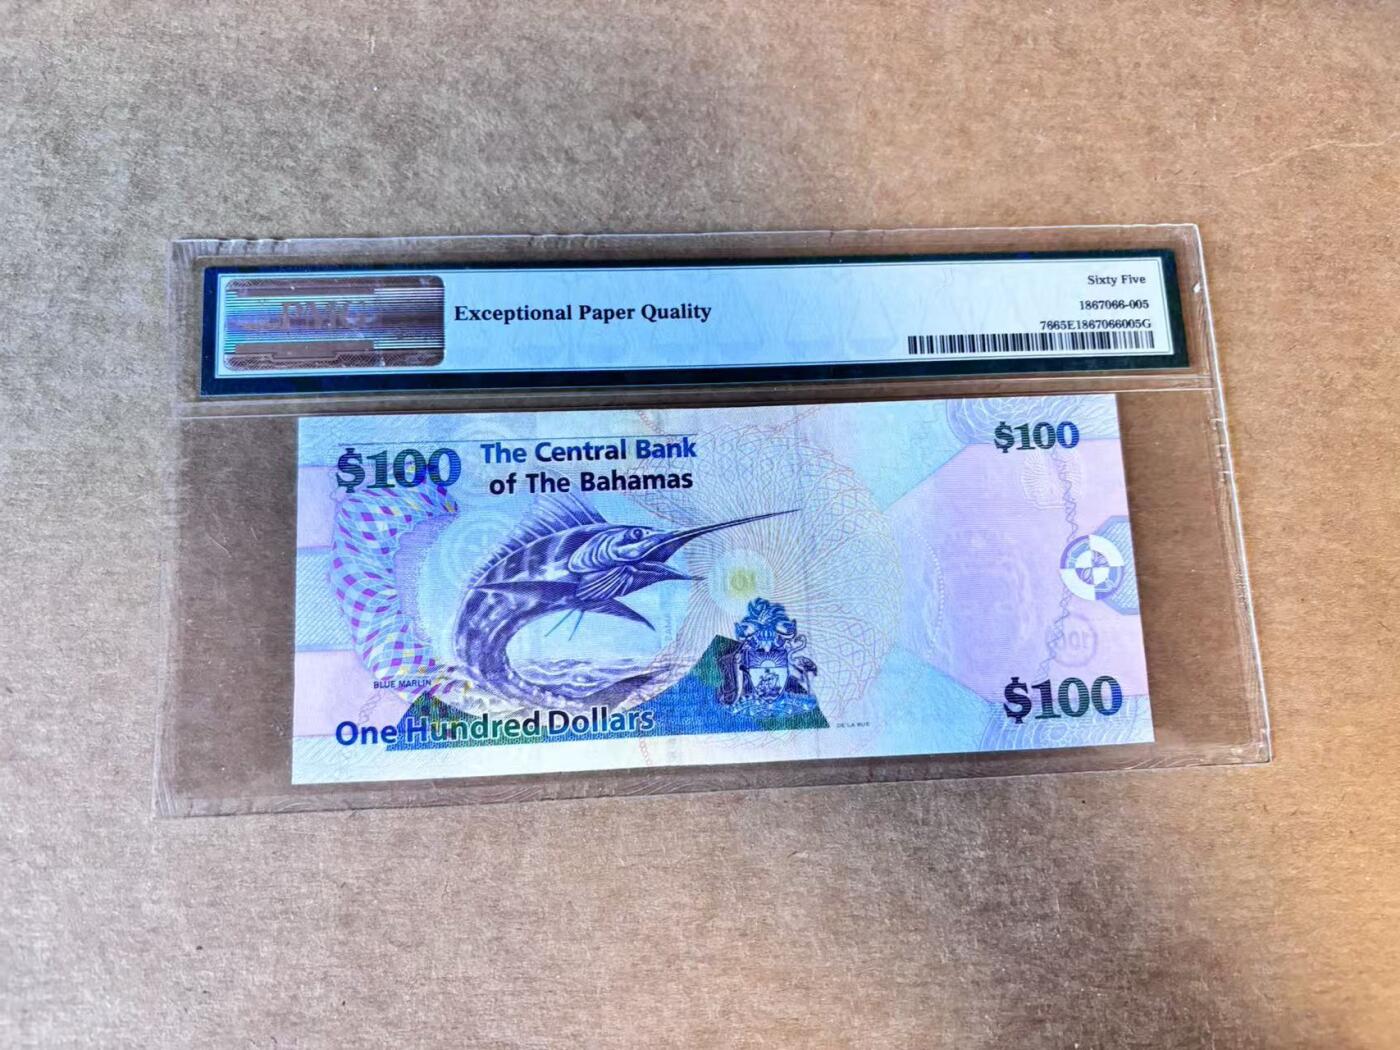 PMG
Exceptional Paper Quality
Sixty Five
1867066-005
7665E1867066005G
$100
The Central Bank
of The Bahamas
$100
BLUE MARLIN
One Hundred Dollars
DE LA RUE
$100